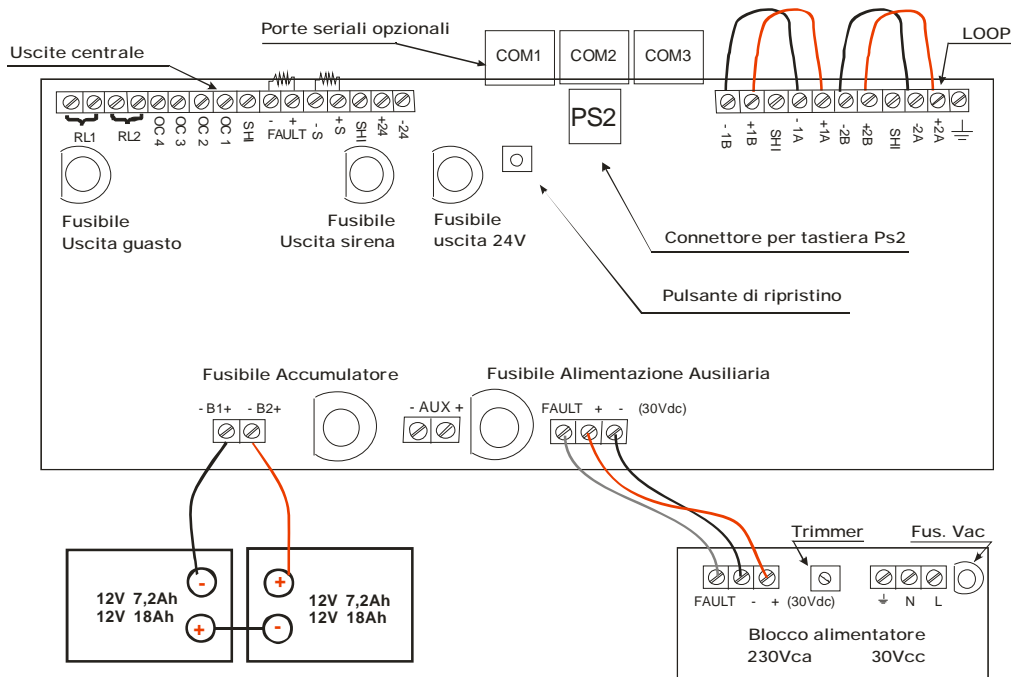 Porte seriali opzionali
COM1 COM2 COM3
LOOP
Uscite centrale
PS2
RL1 RL2 OC 4 OC 3 OC 2 OC 1 SHI - + FAULT -S +S SHI +24 -24
-1B +1B SHI -1A +1A -2B +2B SHI -2A +2A
Fusibile
Uscita guasto
Fusibile
Uscita sirena
Fusibile
uscita 24V
Connettore per tastiera Ps2
Pulsante di ripristino
Fusibile Accumulatore
Fusibile Alimentazione Ausiliaria
- B1+ - B2+
- AUX +
FAULT + - (30Vdc)
Trimmer
Fus. Vac
- +
12V 7,2Ah
12V 18Ah
+ -
12V 7,2Ah
12V 18Ah
FAULT - + (30Vdc)
N L
Blocco alimentatore
230Vca 30Vcc